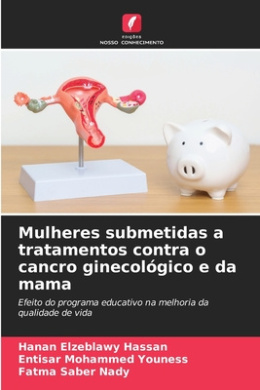 edições
NOSSO CONHECIMENTO
Mulheres submetidas a
tratamentos contra o
cancro ginecológico e da
mama
Efeito do programa educativo na melhoria da
qualidade de vida
Hanan Elzeblawy Hassan
Entisar Mohammed Youness
Fatma Saber Nady